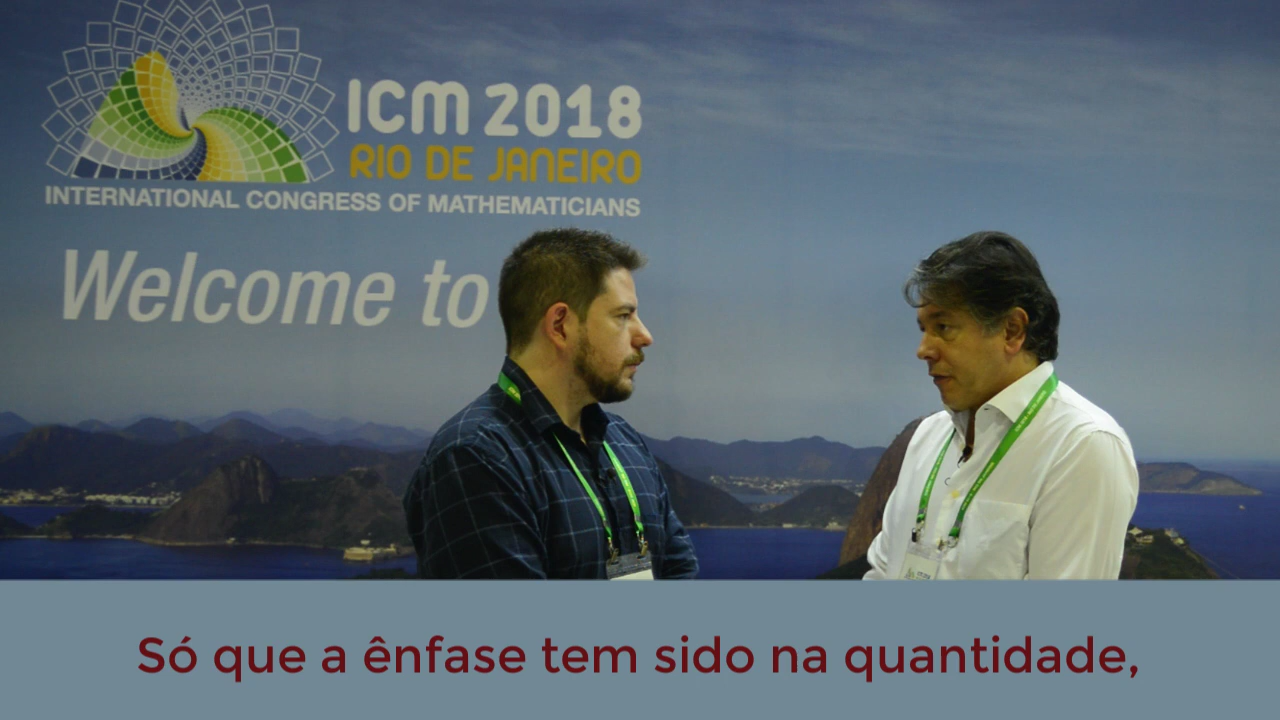 ICM 2018
RIO DE JANEIRO
INTERNATIONAL CONGRESS OF MATHEMATICIANS
Welcome to
Só que a ênfase tem sido na quantidade,